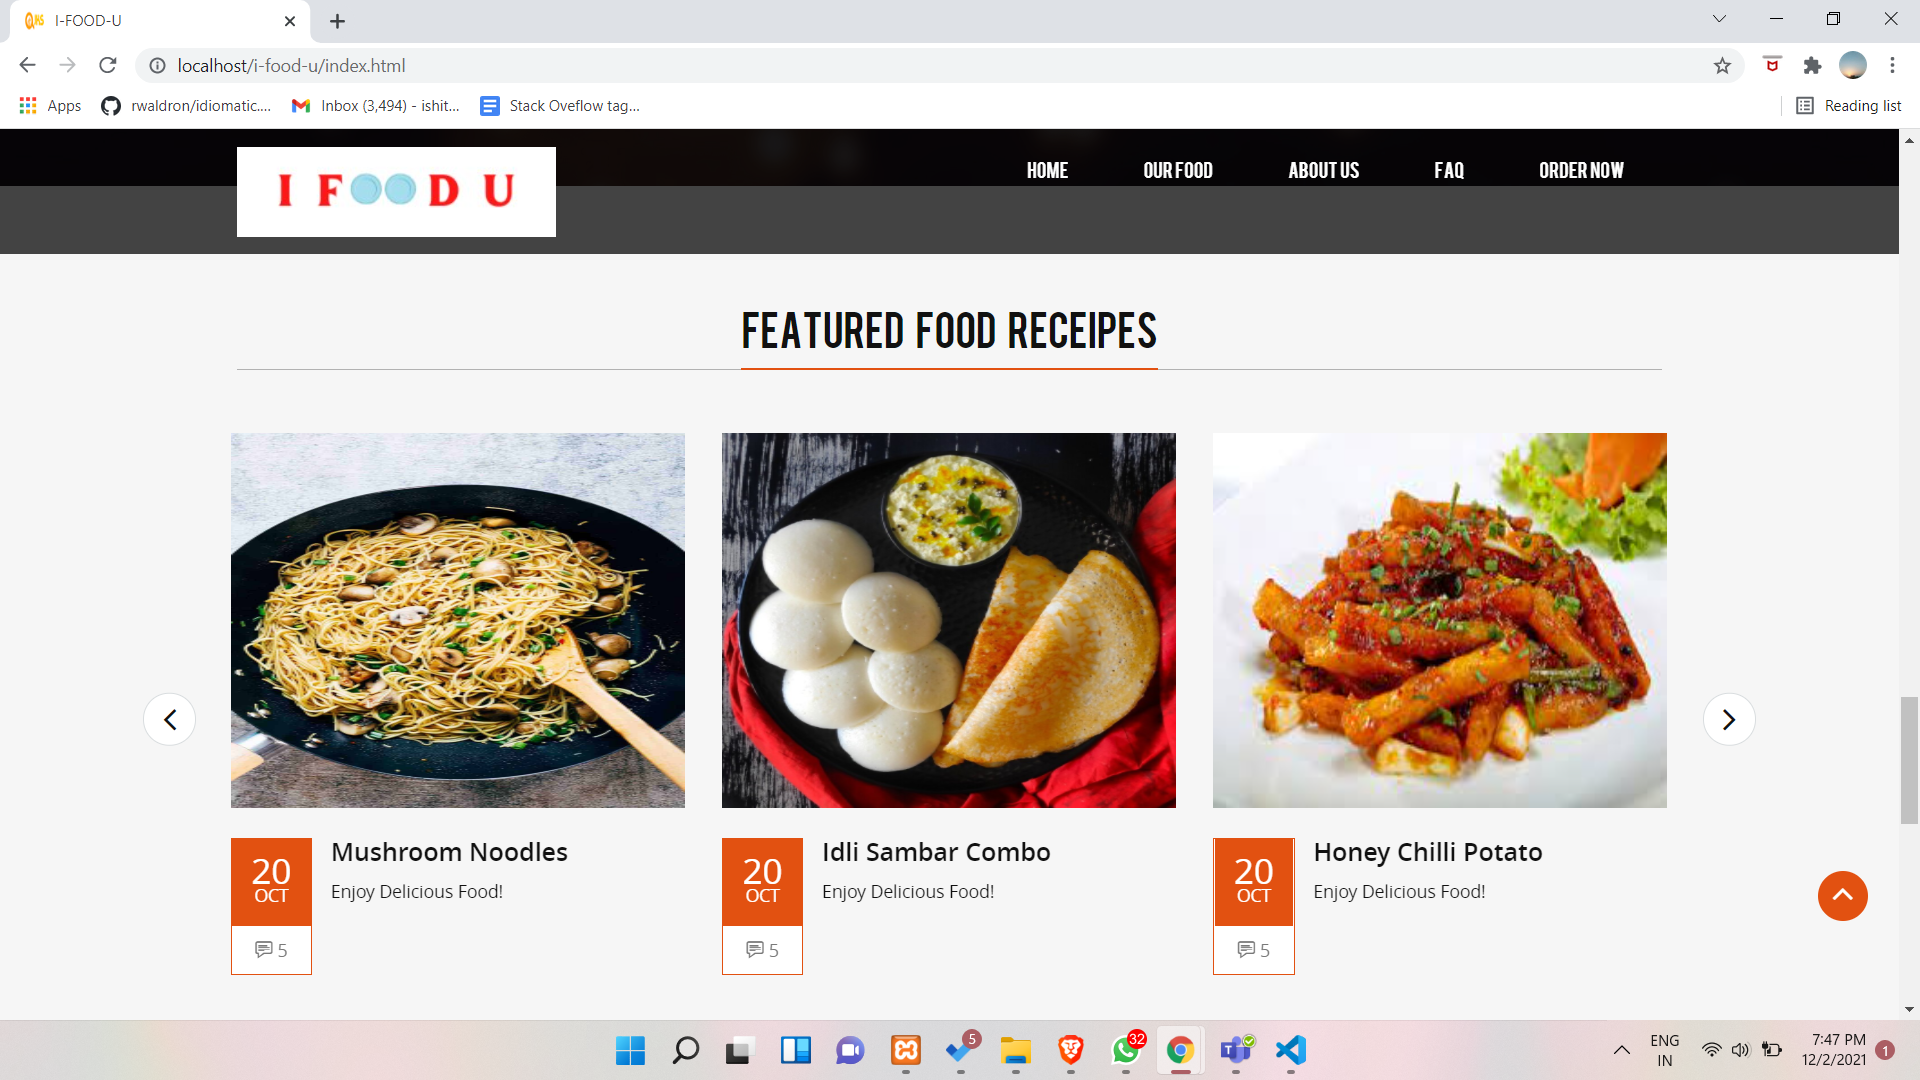 I-FOOD-U
localhost/i-food-u/index.html
Apps
rwaldron/idiomatic....
Inbox (3,494) - ishit...
Stack Oveflow tag...
Reading list
I FOOD U
HOME
OUR FOOD
ABOUT US
FAQ
ORDER NOW
FEATURED FOOD RECEIPES
20
OCT
5
Mushroom Noodles
Enjoy Delicious Food!
20
OCT
5
Idli Sambar Combo
Enjoy Delicious Food!
20
OCT
5
Honey Chilli Potato
Enjoy Delicious Food!
5
32
ENG
IN
7:47 PM
12/2/2021
1